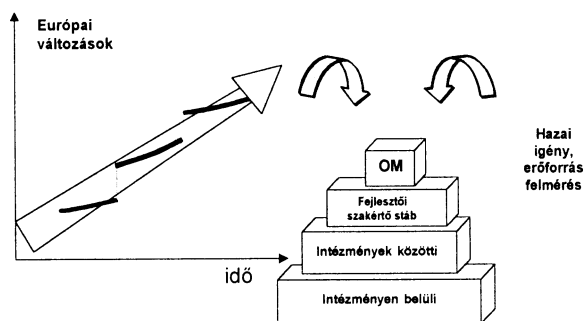 Európai
változások
idő
Hazai
igény,
erőforrás
felmérés
OM
Fejlesztői
szakértő stáb
Intézmények közötti
Intézményen belüli